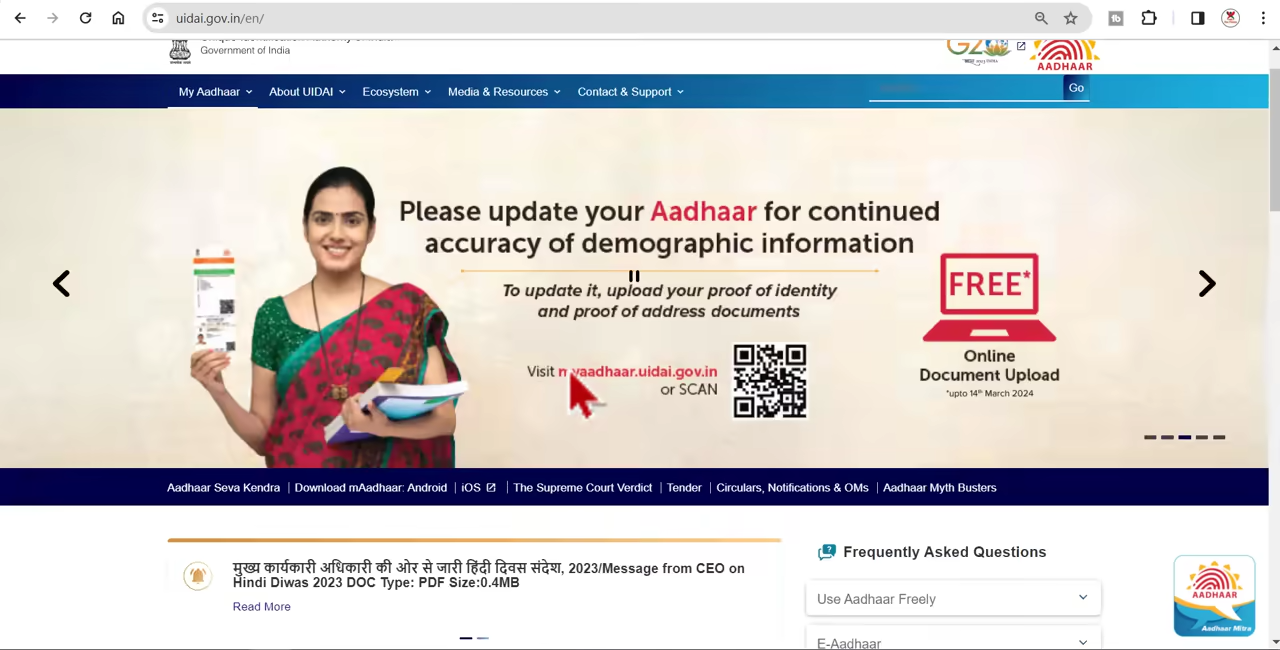 uidai.gov.in/en/
Government of India
AADHAAR
My Aadhaar
About UIDAI
Ecosystem
Media & Resources
Contact & Support
Go
Please update your Aadhaar for continued
accuracy of demographic information
To update it, upload your proof of identity
and proof of address documents
Visit myaadhaar.uidai.gov.in
or SCAN
FREE*
Online
Document Upload
*upto 14th March 2024
Aadhaar Seva Kendra | Download mAadhaar: Android | iOS | The Supreme Court Verdict | Tender | Circulars, Notifications & OMs | Aadhaar Myth Busters
मुख्य कार्यकारी अधिकारी की ओर से जारी हिंदी दिवस संदेश, 2023/Message from CEO on
Hindi Diwas 2023 DOC Type: PDF Size:0.4MB
Read More
Frequently Asked Questions
Use Aadhaar Freely
E-Aadhaar
AADHAAR
Aadhaar Mitra